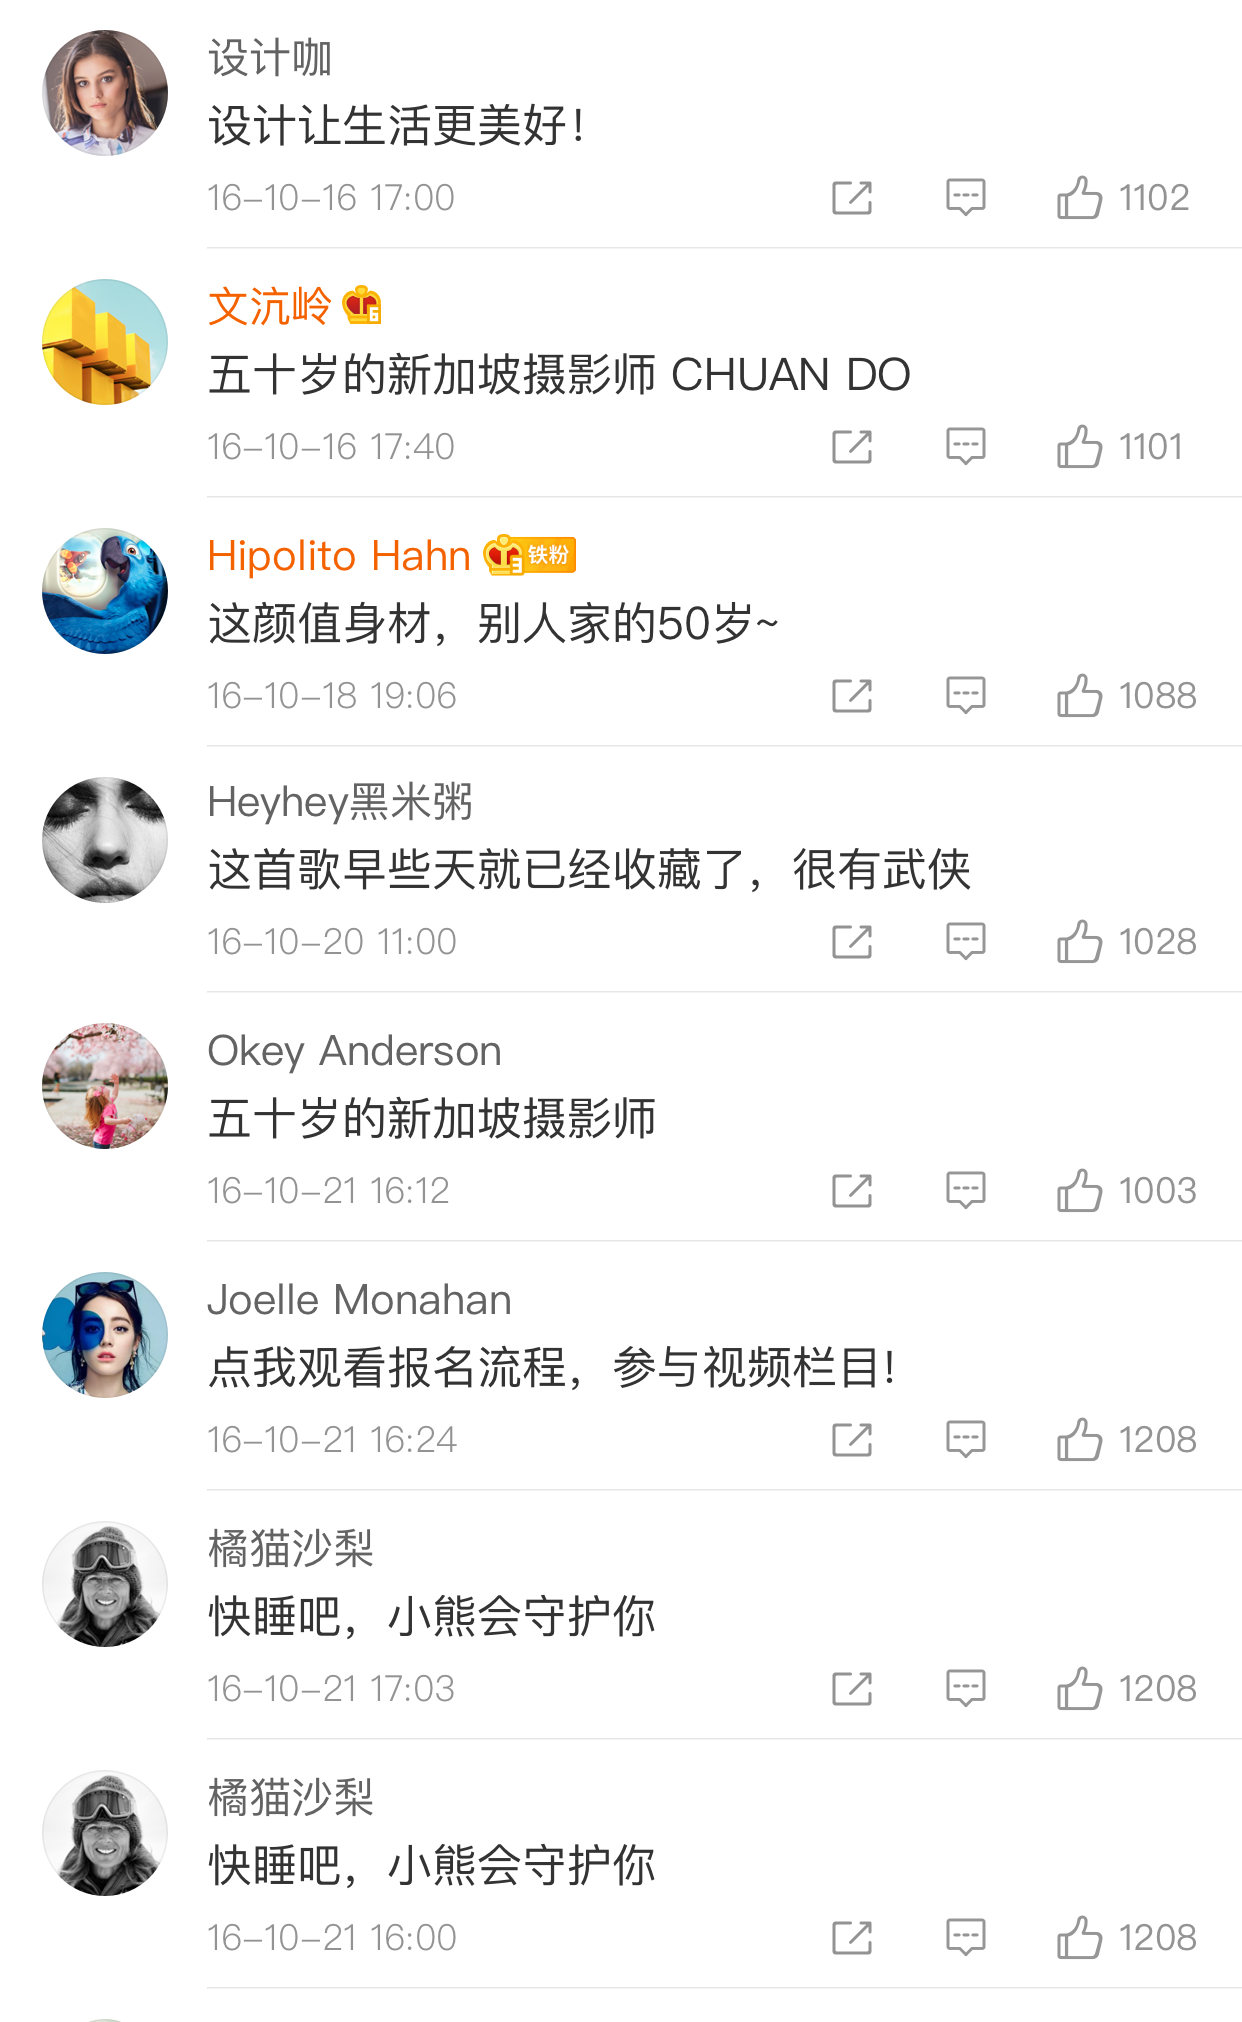 设计咖
设计让生活更美好！
16-10-16 17:00
1102
文沆岭 6
五十岁的新加坡摄影师 CHUAN DO
16-10-16 17:40
1101
Hipolito Hahn 铁粉
这颜值身材，别人家的50岁~
16-10-18 19:06
1088
Heyhey黑米粥
这首歌早些天就已经收藏了，很有武侠
16-10-20 11:00
1028
Okey Anderson
五十岁的新加坡摄影师
16-10-21 16:12
1003
Joelle Monahan
点我观看报名流程，参与视频栏目!
16-10-21 16:24
1208
橘猫沙梨
快睡吧，小熊会守护你
16-10-21 17:03
1208
橘猫沙梨
快睡吧，小熊会守护你
16-10-21 16:00
1208